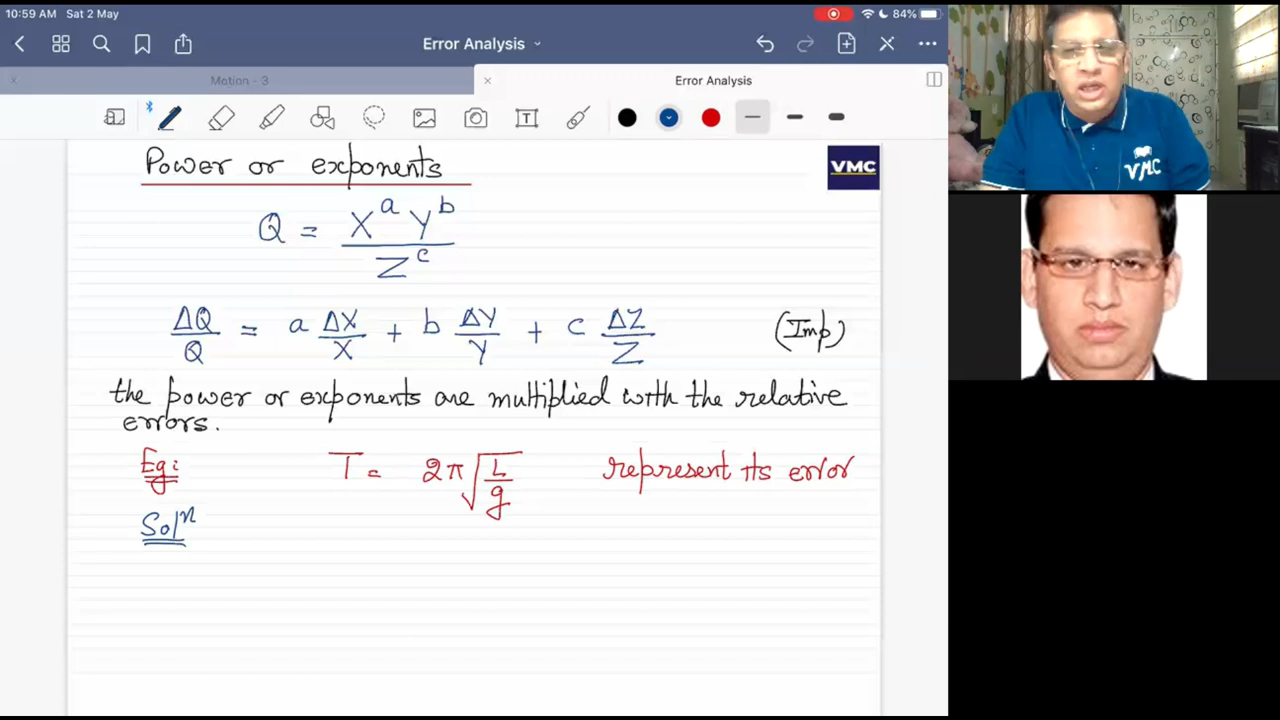 10:59 AM Sat 2 May
84%
Error Analysis
Motion - 3
Error Analysis
Power or exponents
VMC
Q = X^a Y^b / Z^c
ΔQ/Q = a ΔX/X + b ΔY/Y + c ΔZ/Z (Imp)
the power or exponents are multiplied with the relative
errors.
Eg: T = 2π√(L/g) represent its error
Solⁿ
VMC